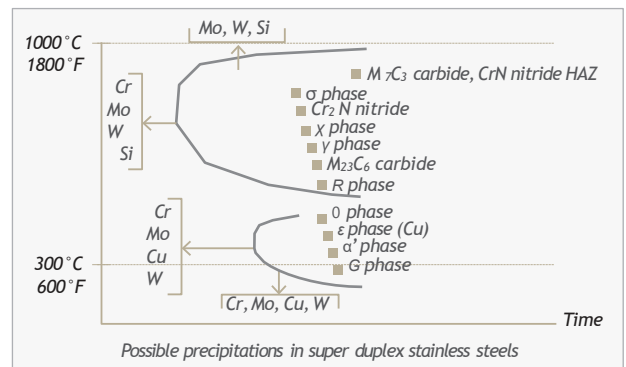 Mo, W, Si
1000°C
1800°F
M7C3 carbide, CrN nitride HAZ
Cr
Mo
W
Si
σ phase
Cr2 N nitride
χ phase
γ phase
M23C6 carbide
R phase
Cr
Mo
Cu
W
0 phase
ε phase (Cu)
α' phase
G phase
300°C
600°F
Cr, Mo, Cu, W
Time
Possible precipitations in super duplex stainless steels